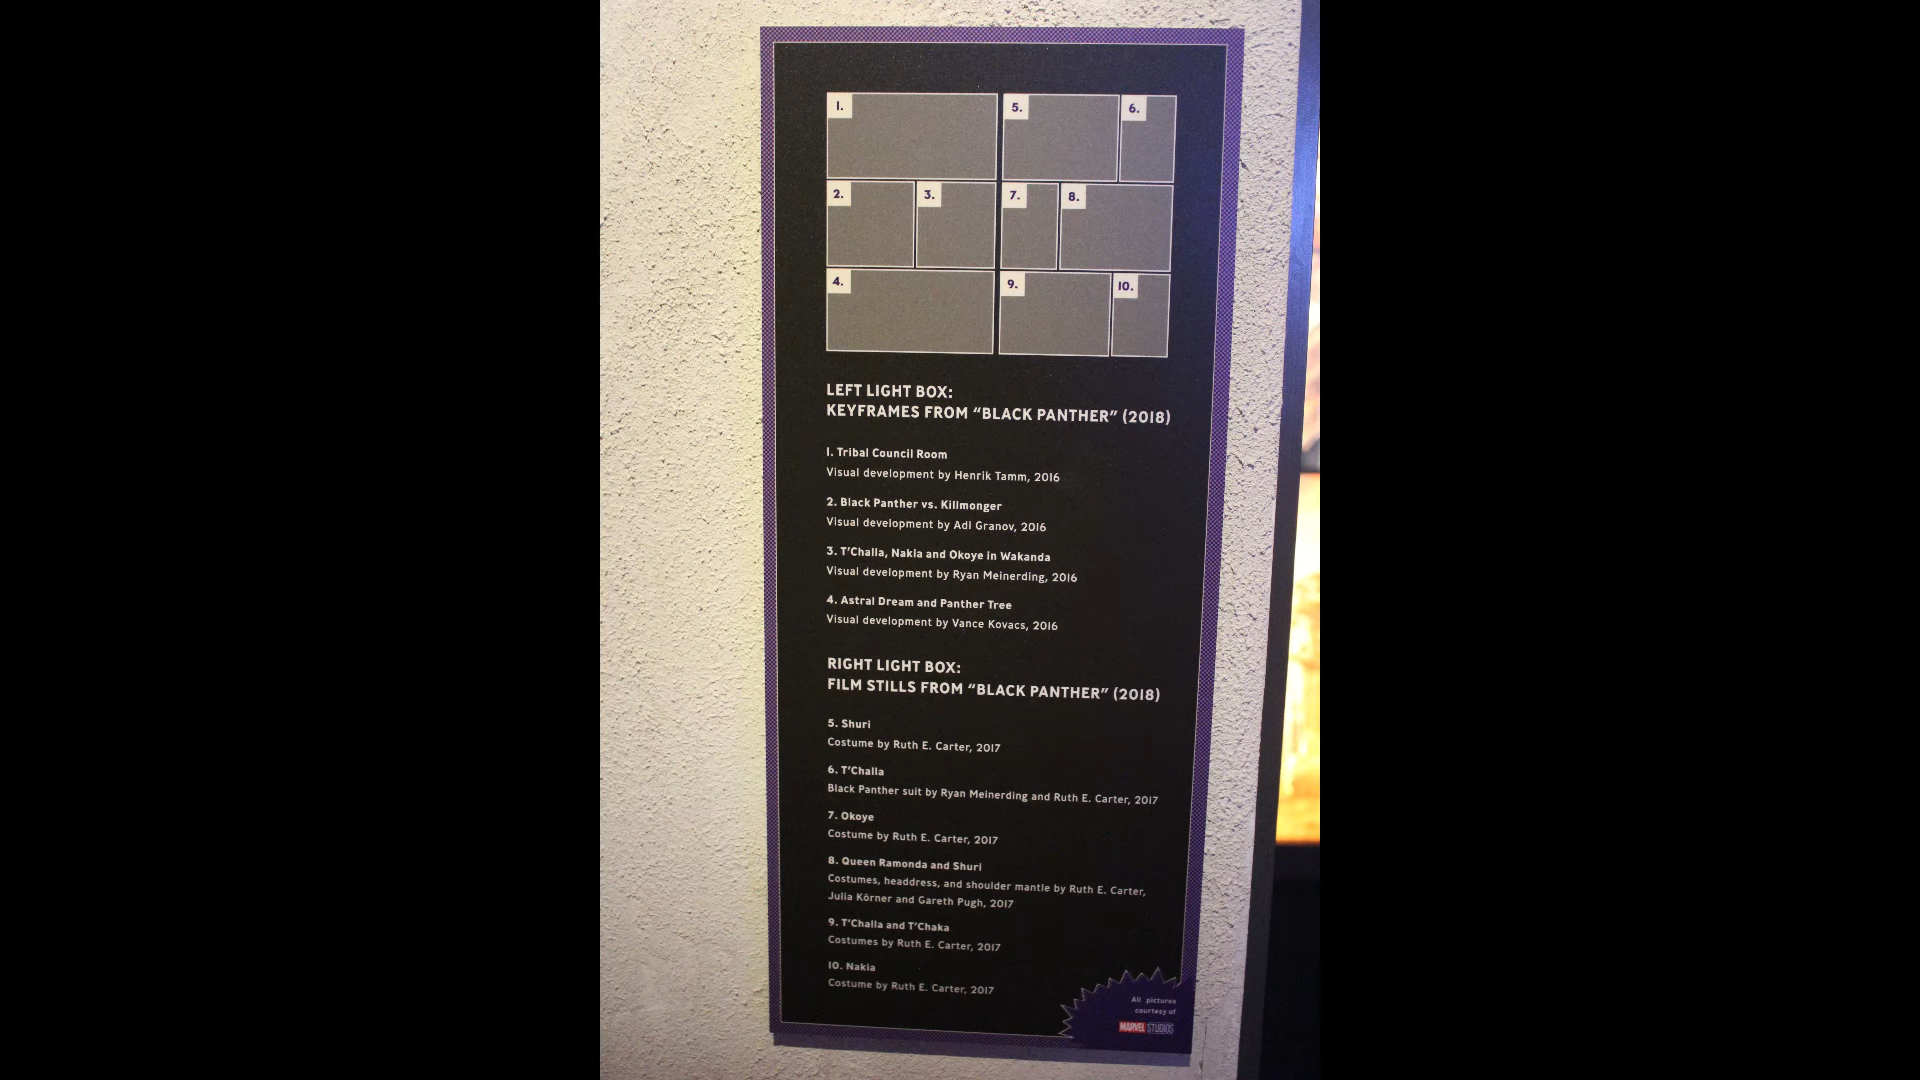 1.
5.
6.
2.
3.
7.
8.
4.
9.
10.
LEFT LIGHT BOX:
KEYFRAMES FROM “BLACK PANTHER” (2018)
1. Tribal Council Room
Visual development by Henrik Tamm, 2016
2. Black Panther vs. Killmonger
Visual development by Adi Granov, 2016
3. T’Challa, Nakia and Okoye in Wakanda
Visual development by Ryan Meinerding, 2016
4. Astral Dream and Panther Tree
Visual development by Vance Kovacs, 2016
RIGHT LIGHT BOX:
FILM STILLS FROM “BLACK PANTHER” (2018)
5. Shuri
Costume by Ruth E. Carter, 2017
6. T’Challa
Black Panther suit by Ryan Meinerding and Ruth E. Carter, 2017
7. Okoye
Costume by Ruth E. Carter, 2017
8. Queen Ramonda and Shuri
Costumes, headdress, and shoulder mantle by Ruth E. Carter,
Julia Körner and Gareth Pugh, 2017
9. T’Challa and T’Chaka
Costumes by Ruth E. Carter, 2017
10. Nakia
Costume by Ruth E. Carter, 2017
All pictures
courtesy of
MARVEL STUDIOS